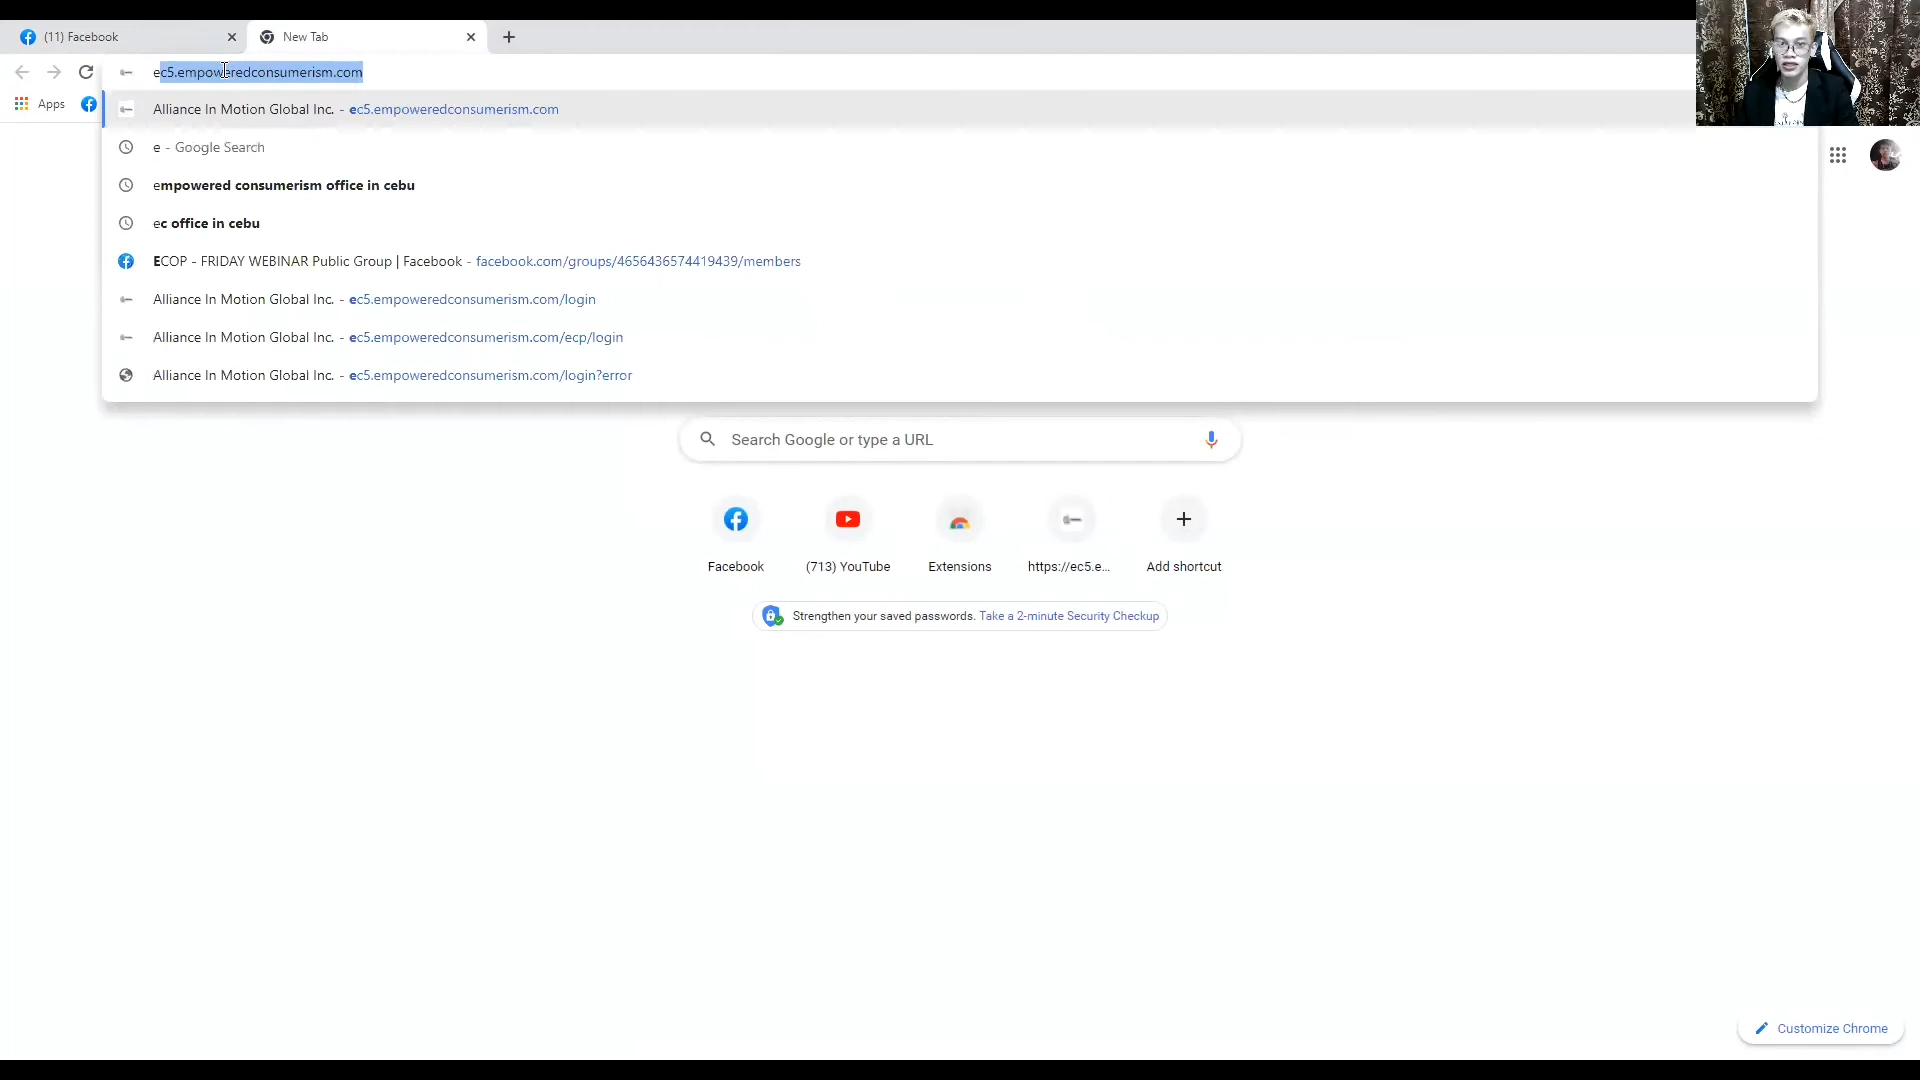 (11) Facebook
New Tab
ec5.empoweredconsumerism.com
Apps
Alliance In Motion Global Inc. - ec5.empoweredconsumerism.com
e - Google Search
empowered consumerism office in cebu
ec office in cebu
ECOP - FRIDAY WEBINAR Public Group | Facebook - facebook.com/groups/4656436574419439/members
Alliance In Motion Global Inc. - ec5.empoweredconsumerism.com/login
Alliance In Motion Global Inc. - ec5.empoweredconsumerism.com/ecp/login
Alliance In Motion Global Inc. - ec5.empoweredconsumerism.com/login?error
Search Google or type a URL
Facebook
(713) YouTube
Extensions
https://ec5.e...
Add shortcut
Strengthen your saved passwords. Take a 2-minute Security Checkup
Customize Chrome